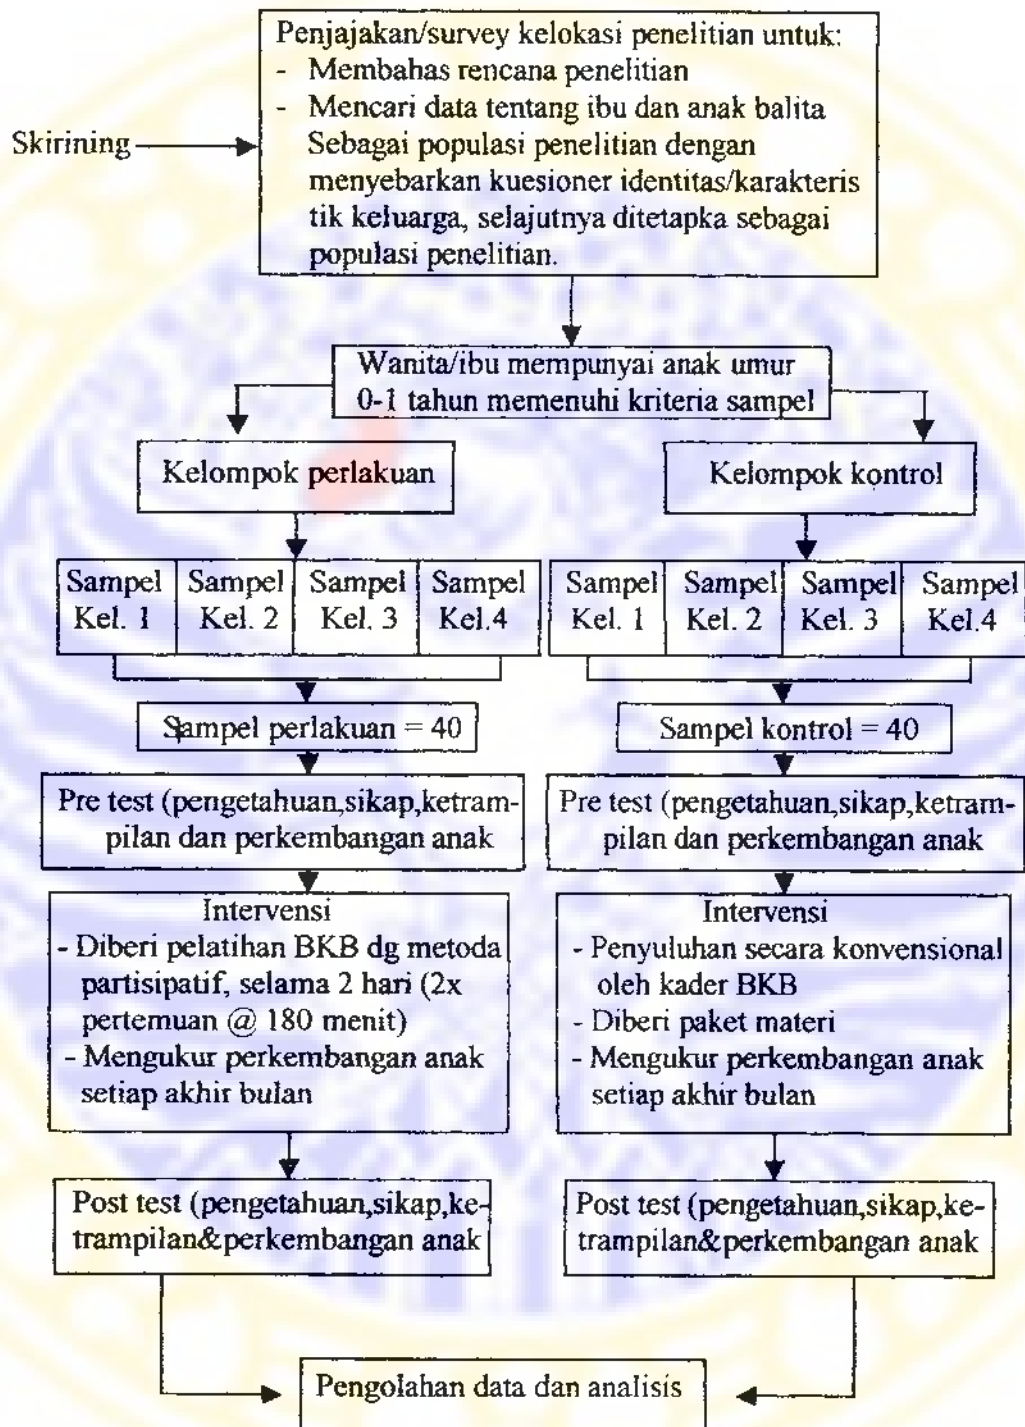 Penjajakan/survey kelokasi penelitian untuk:
- Membahas rencana penelitian
- Mencari data tentang ibu dan anak balita
Skirining
Sebagai populasi penelitian dengan
menyebarkan kuesioner identitas/karakteris
tik keluarga, selajutnya ditetapka sebagai
populasi penelitian.
Wanita/ibu mempunyai anak umur
0-1 tahun memenuhi kriteria sampel
Kelompok perlakuan
Kelompok kontrol
Sampel
Kel. 1
Sampel
Kel. 2
Sampel
Kel. 3
Sampel
Kel.4
Sampel
Kel. 1
Sampel
Kel. 2
Sampel
Kel. 3
Sampel
Kel.4
Sampel perlakuan = 40
Sampel kontrol = 40
Pre test (pengetahuan,sikap,ketram-
pilan dan perkembangan anak
Pre test (pengetahuan,sikap,ketram-
pilan dan perkembangan anak
Intervensi
- Diberi pelatihan BKB dg metoda
partisipatif, selama 2 hari (2x
pertemuan @ 180 menit)
- Mengukur perkembangan anak
setiap akhir bulan
Intervensi
- Penyuluhan secara konvensional
oleh kader BKB
- Diberi paket materi
- Mengukur perkembangan anak
setiap akhir bulan
Post test (pengetahuan,sikap,ke-
trampilan&perkembangan anak
Post test (pengetahuan,sikap,ke-
trampilan&perkembangan anak
Pengolahan data dan analisis